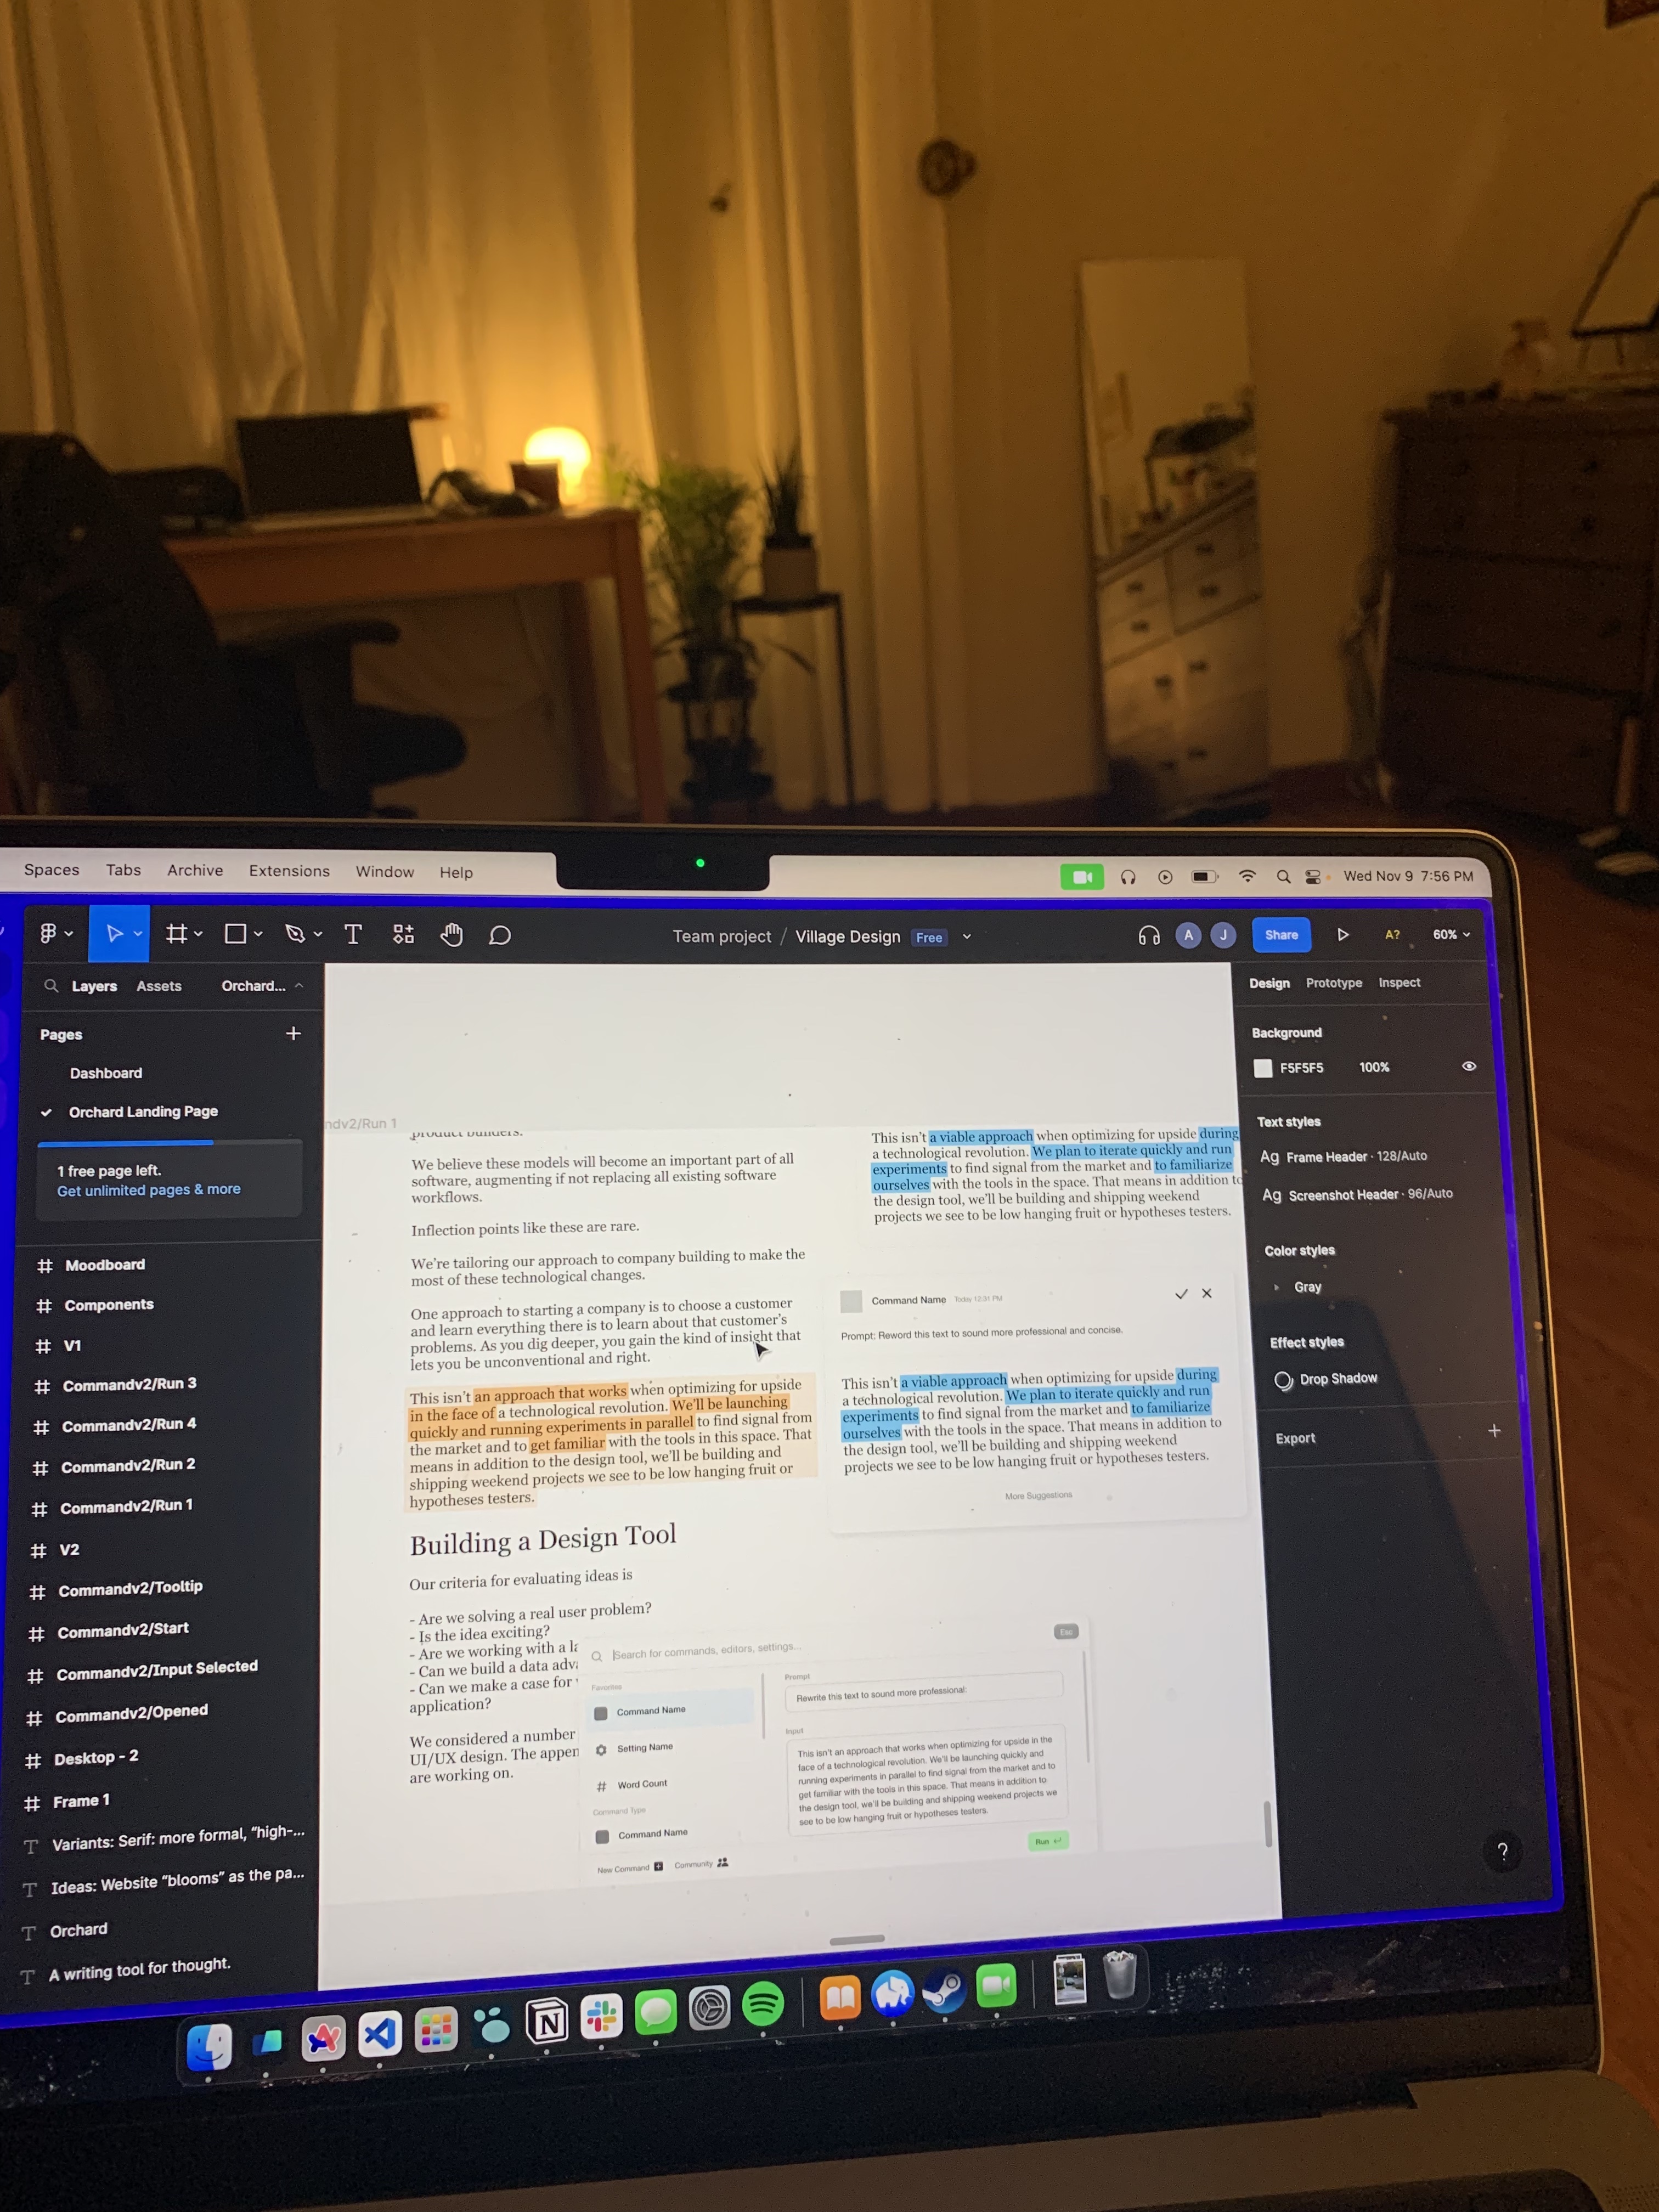 Spaces Tabs Archive Extensions Window Help
Wed Nov 9 7:56 PM
Team project / Village Design Free
A J Share A? 60%
Layers Assets Orchard...
Pages
Dashboard
Orchard Landing Page
1 free page left.
Get unlimited pages & more
Moodboard
Components
V1
Commandv2/Run 3
Commandv2/Run 4
Commandv2/Run 2
Commandv2/Run 1
V2
Commandv2/Tooltip
Commandv2/Start
Commandv2/Input Selected
Commandv2/Opened
Desktop - 2
Frame 1
Variants: Serif: more formal, “high-...
Ideas: Website “blooms” as the pa...
Orchard
A writing tool for thought.
ndv2/Run 1
product builders.
We believe these models will become an important part of all
software, augmenting if not replacing all existing software
workflows.
Inflection points like these are rare.
We’re tailoring our approach to company building to make the
most of these technological changes.
One approach to starting a company is to choose a customer
and learn everything there is to learn about that customer’s
problems. As you dig deeper, you gain the kind of insight that
lets you be unconventional and right.
This isn’t an approach that works when optimizing for upside
in the face of a technological revolution. We’ll be launching
quickly and running experiments in parallel to find signal from
the market and to get familiar with the tools in this space. That
means in addition to the design tool, we’ll be building and
shipping weekend projects we see to be low hanging fruit or
hypotheses testers.
Building a Design Tool
Our criteria for evaluating ideas is
- Are we solving a real user problem?
- Is the idea exciting?
- Are we working with a la
- Can we build a data adva
- Can we make a case for
application?
We considered a number
UI/UX design. The appen
are working on.
This isn’t a viable approach when optimizing for upside during
a technological revolution. We plan to iterate quickly and run
experiments to find signal from the market and to familiarize
ourselves with the tools in the space. That means in addition to
the design tool, we’ll be building and shipping weekend
projects we see to be low hanging fruit or hypotheses testers.
Command Name Today 12:31 PM
Prompt: Reword this text to sound more professional and concise.
This isn’t a viable approach when optimizing for upside during
a technological revolution. We plan to iterate quickly and run
experiments to find signal from the market and to familiarize
ourselves with the tools in the space. That means in addition to
the design tool, we’ll be building and shipping weekend
projects we see to be low hanging fruit or hypotheses testers.
More Suggestions
Search for commands, editors, settings...
Esc
Favorites
Command Name
Setting Name
Word Count
Command Type
Command Name
New Command Community
Prompt
Rewrite this text to sound more professional:
Input
This isn’t an approach that works when optimizing for upside in the
face of a technological revolution. We’ll be launching quickly and
running experiments in parallel to find signal from the market and to
get familiar with the tools in this space. That means in addition to
the design tool, we’ll be building and shipping weekend projects we
see to be low hanging fruit or hypotheses testers.
Run
Design Prototype Inspect
Background
F5F5F5 100%
Text styles
Ag Frame Header · 128/Auto
Ag Screenshot Header · 96/Auto
Color styles
Gray
Effect styles
Drop Shadow
Export
?